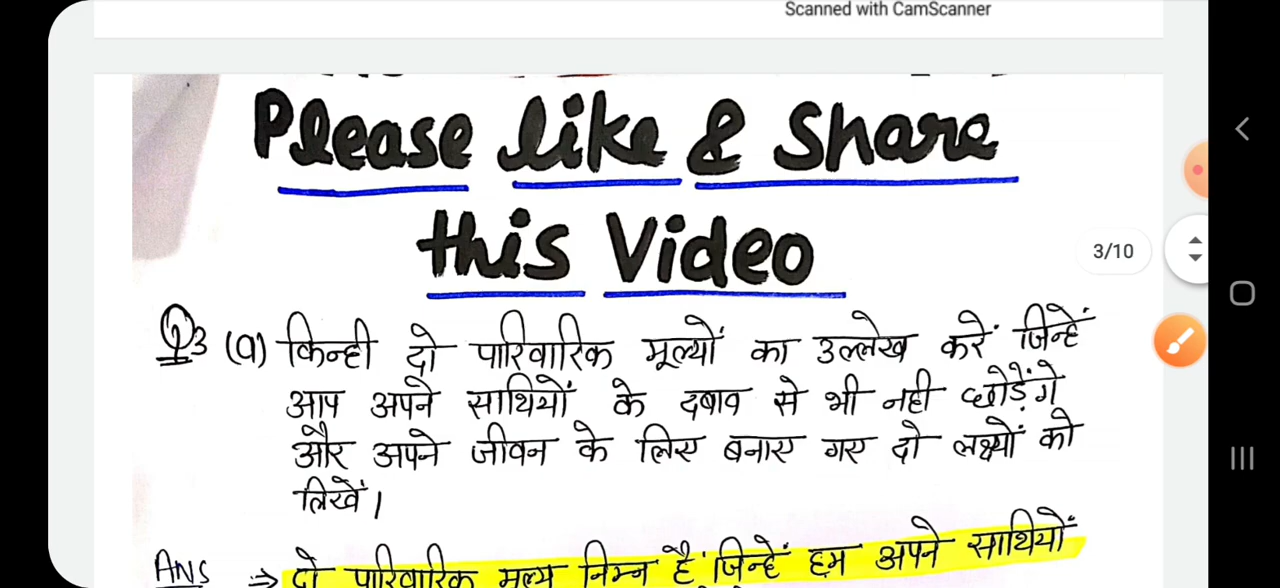 Scanned with CamScanner
Please like & Share
this Video
3/10
Q3 (a) किन्ही दो पारिवारिक मूल्यों का उल्लेख करें जिन्हें
आप अपने साथियों के दबाव से भी नही छोड़ेंगे
और अपने जीवन के लिए बनाए गए दो लक्ष्यों को
लिखें।
Ans ⇒ दो पारिवारिक मूल्य निम्न हैं जिन्हें हम अपने साथियों